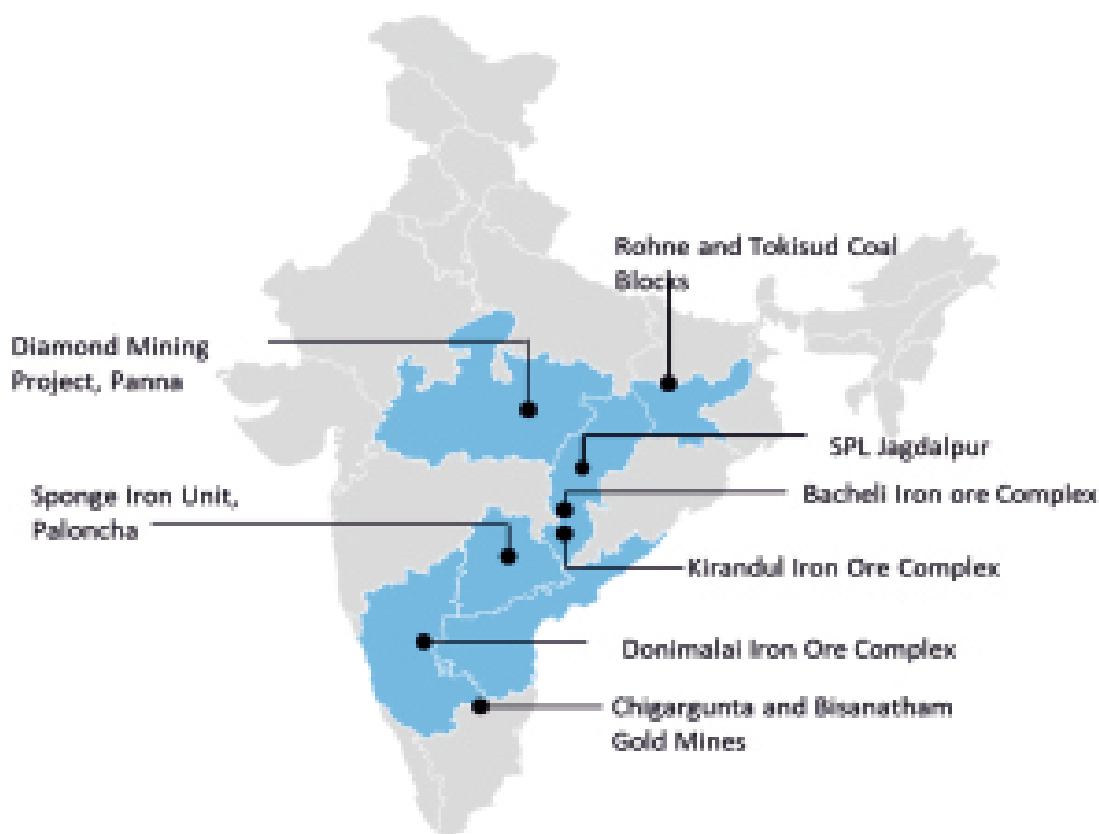 Rohne and Tokisud Coal
Blocks
Diamond Mining
Project, Panna
SPL Jagdalpur
Sponge Iron Unit,
Paloncha
Bacheli Iron ore Complex
Kirandul Iron Ore Complex
Donimalai Iron Ore Complex
Chigargunta and Bisanatham
Gold Mines